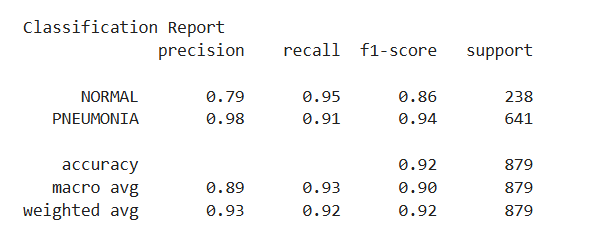 Classification Report
precision recall f1-score support
NORMAL 0.79 0.95 0.86 238
PNEUMONIA 0.98 0.91 0.94 641
accuracy 0.92 879
macro avg 0.89 0.93 0.90 879
weighted avg 0.93 0.92 0.92 879